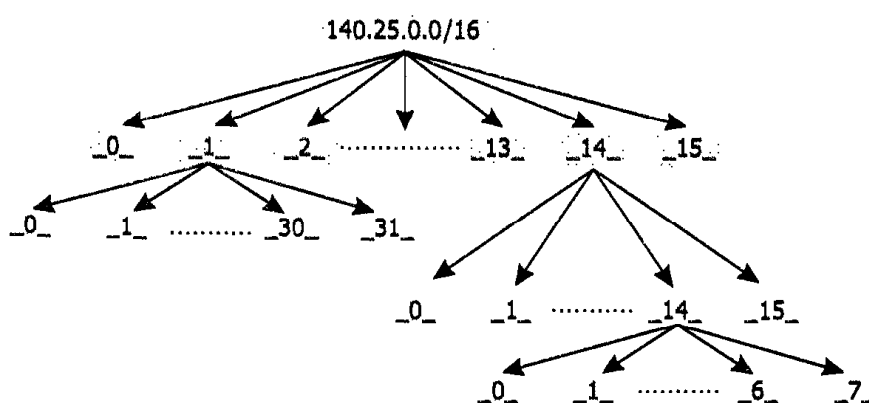 140.25.0.0/16
_0_ _1_ _2_ ............... _13_ _14_ _15_
_0_ _1_ .......... _30_ _31_
_0_ _1_ .......... _14_ _15_
_0_ _1_ .......... _6_ _7_